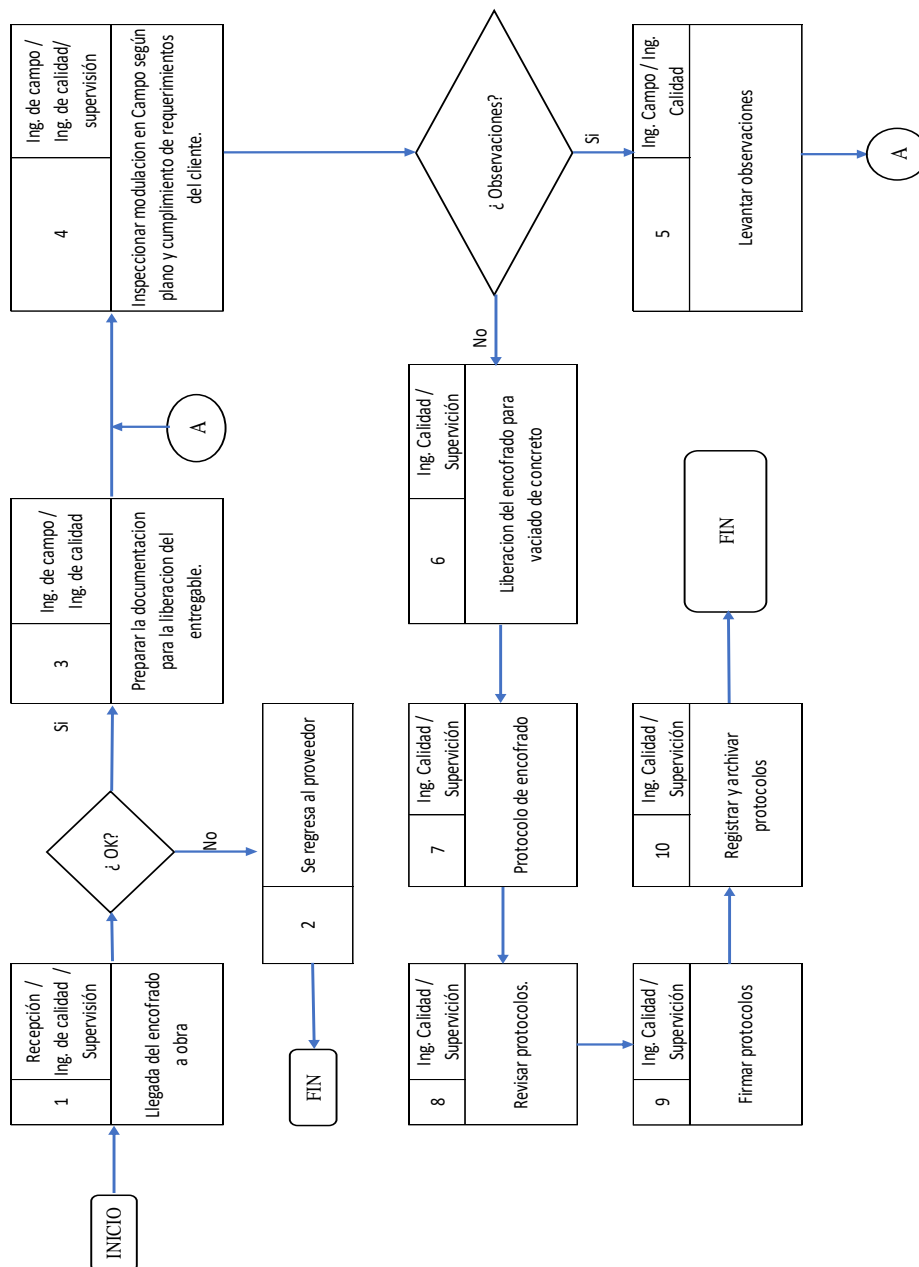 INICIO
1
Recepción /
Ing. de calidad /
Supervisión
Llegada del encofrado
a obra
¿ OK?
Si
No
2
Se regresa al proveedor
FIN
3
Ing. de campo /
Ing. de calidad
Preparar la documentacion
para la liberacion del
entregable.
A
4
Ing. de campo /
Ing. de calidad/
supervisión
Inspeccionar modulacion en Campo según
plano y cumplimiento de requerimientos
del cliente.
¿ Observaciones?
Si
No
5
Ing. Campo / Ing.
Calidad
Levantar observaciones
A
6
Ing. Calidad /
Supervición
Liberacion del encofrado para
vaciado de concreto
7
Ing. Calidad /
Supervición
Protocolo de encofrado
8
Ing. Calidad /
Supervición
Revisar protocolos.
9
Ing. Calidad /
Supervición
Firmar protocolos
10
Ing. Calidad /
Supervición
Registrar y archivar
protocolos
FIN